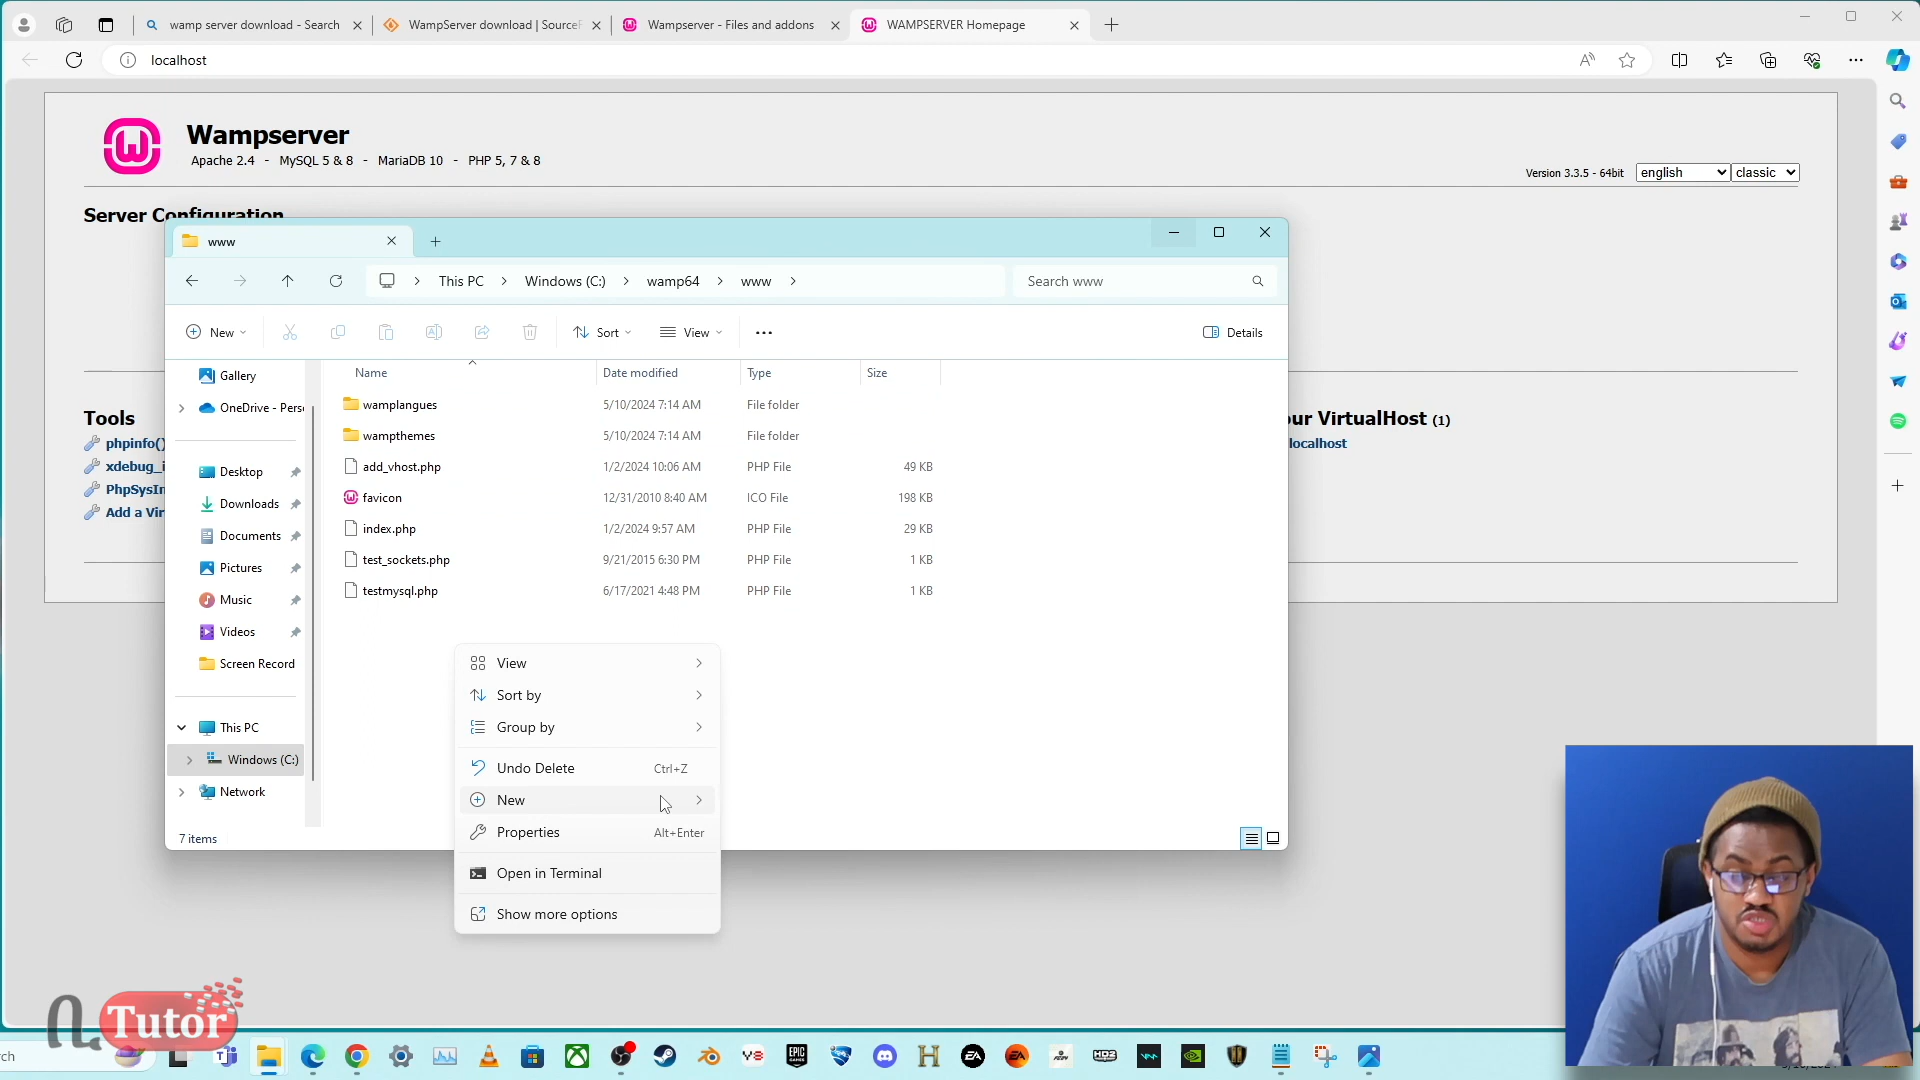 wamp server download - Search
WampServer download | SourceF
Wampserver - Files and addons
WAMPSERVER Homepage
localhost
Wampserver
Apache 2.4 - MySQL 5 & 8 - MariaDB 10 - PHP 5, 7 & 8
Version 3.3.5 - 64bit english classic
Server Configuration
www
This PC > Windows (C:) > wamp64 > www >
Search www
New
Sort
View
Details
Name Date modified Type Size
Gallery
OneDrive - Pers
Desktop
Downloads
Documents
Pictures
Music
Videos
Screen Record
This PC
Windows (C:)
Network
wamplangues 5/10/2024 7:14 AM File folder
wampthemes 5/10/2024 7:14 AM File folder
add_vhost.php 1/2/2024 10:06 AM PHP File 49 KB
favicon 12/31/2010 8:40 AM ICO File 198 KB
index.php 1/2/2024 9:57 AM PHP File 29 KB
test_sockets.php 9/21/2015 6:30 PM PHP File 1 KB
testmysql.php 6/17/2021 4:48 PM PHP File 1 KB
7 items
View
Sort by
Group by
Undo Delete Ctrl+Z
New
Properties Alt+Enter
Open in Terminal
Show more options
Tools
phpinfo()
xdebug_i
PhpSysIn
Add a Vir
our VirtualHost (1)
localhost
Tutor
rch
EPIC GAMES
HD2